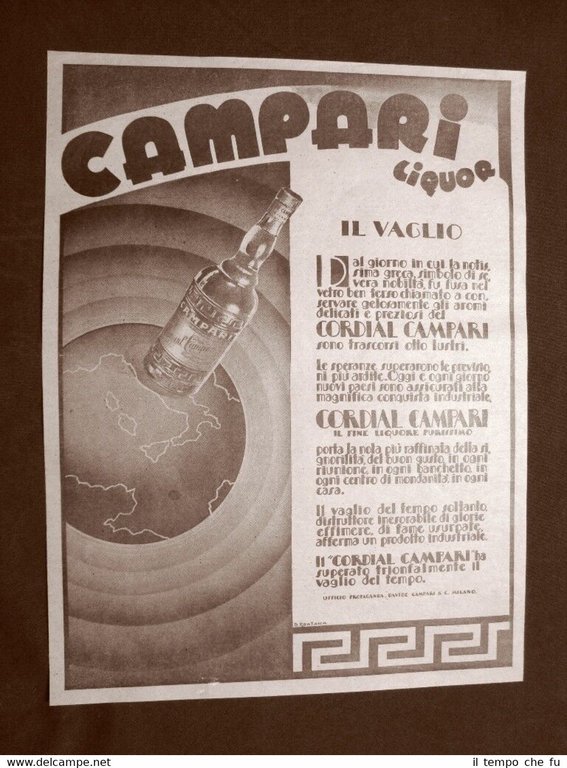 CAMPARI
LIQUOR
IL VAGLIO
Dal giorno in cui la notis,
sima greca, simbolo di se,
vera nobiltà, fu fusa nel
vetro ben terso chiamato a con,
servare gelosamente gli aromi
delicati e preziosi del
CORDIAL CAMPARI
sono trascorsi otto lustri.
Le speranze superarono le previsio,
ni più ardite. Oggi e ogni giorno
nuovi paesi sono assicurati alla
magnifica conquista industriale,
CORDIAL CAMPARI
IL FINE LIQUORE PURISSIMO
porta la nota più raffinata della si,
gnorilità, del buon gusto, in ogni
riunione, in ogni banchetto, in
ogni centro di mondanità, in ogni
casa.
Il vaglio del tempo soltanto,
distruttore inesorabile di glorie
effimere, di fame usurpate,
afferma un prodotto industriale.
Il "CORDIAL CAMPARI" ha
superato trionfalmente il
vaglio del tempo.
UFFICIO PROPAGANDA, DAVIDE CAMPARI & C. MILANO.
CAMPARI
il tempo che fu